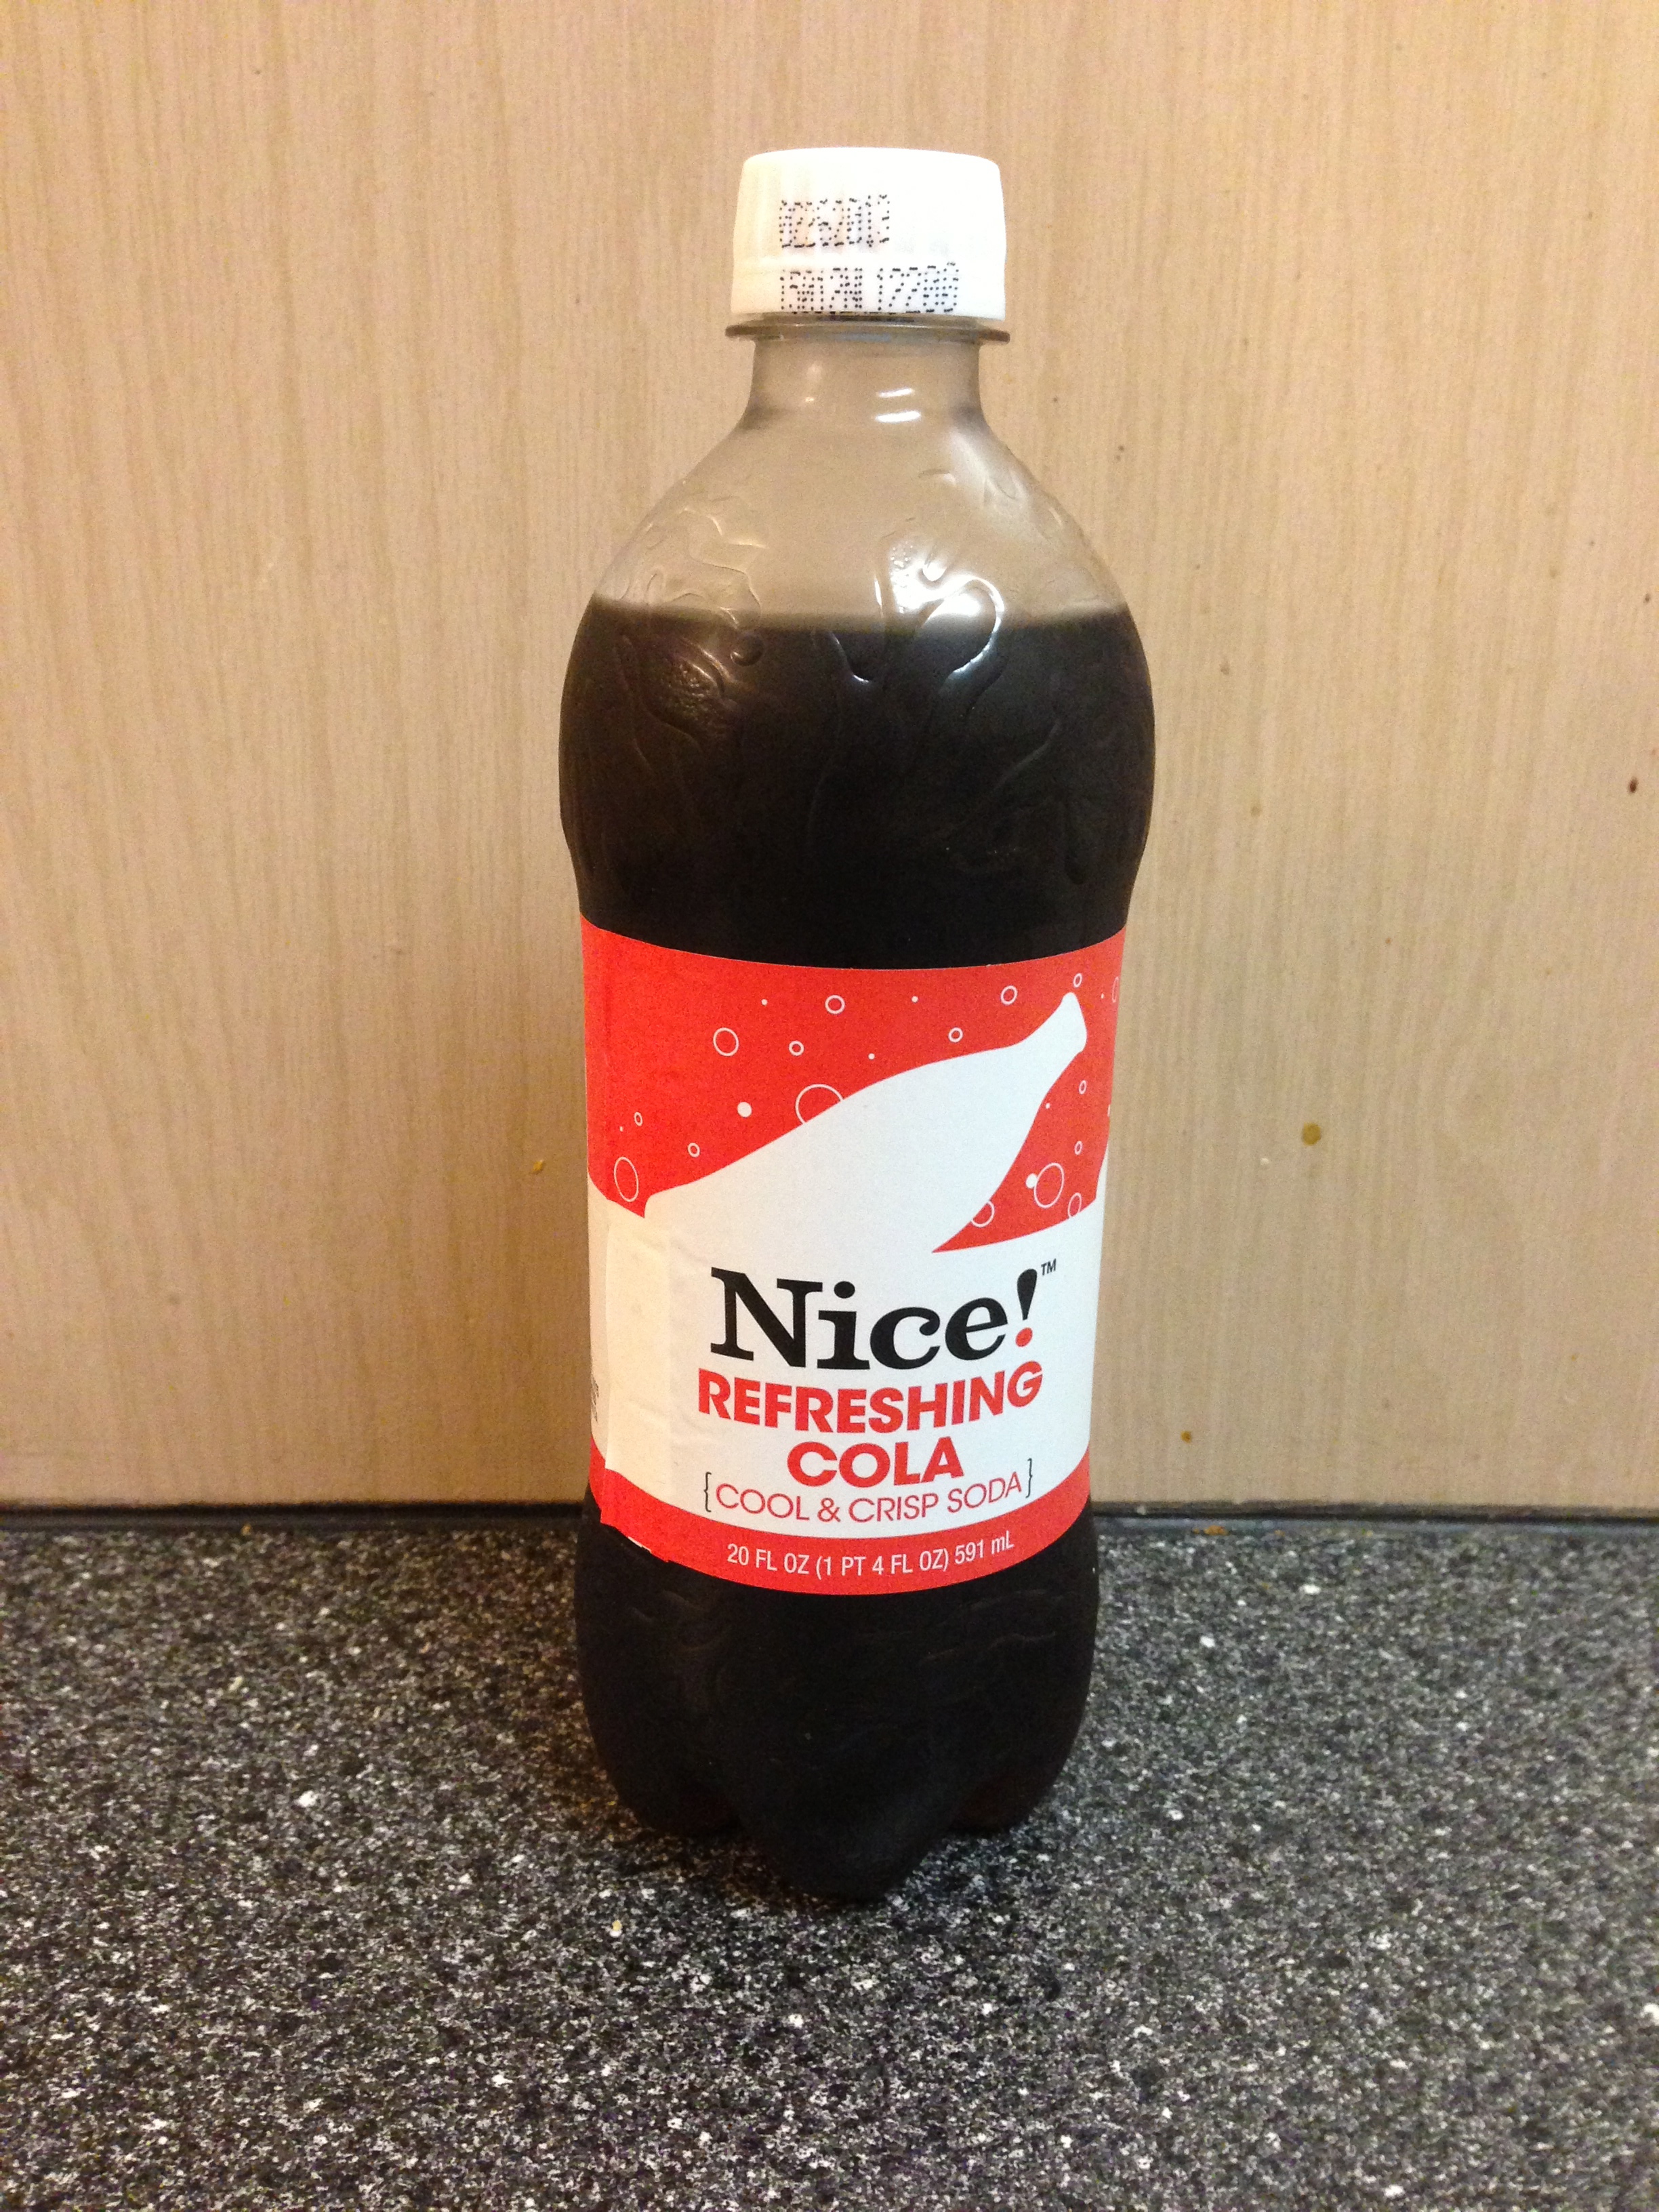 Nice!™
REFRESHING
COLA
{COOL & CRISP SODA}
20 FL OZ (1 PT 4 FL OZ) 591 mL